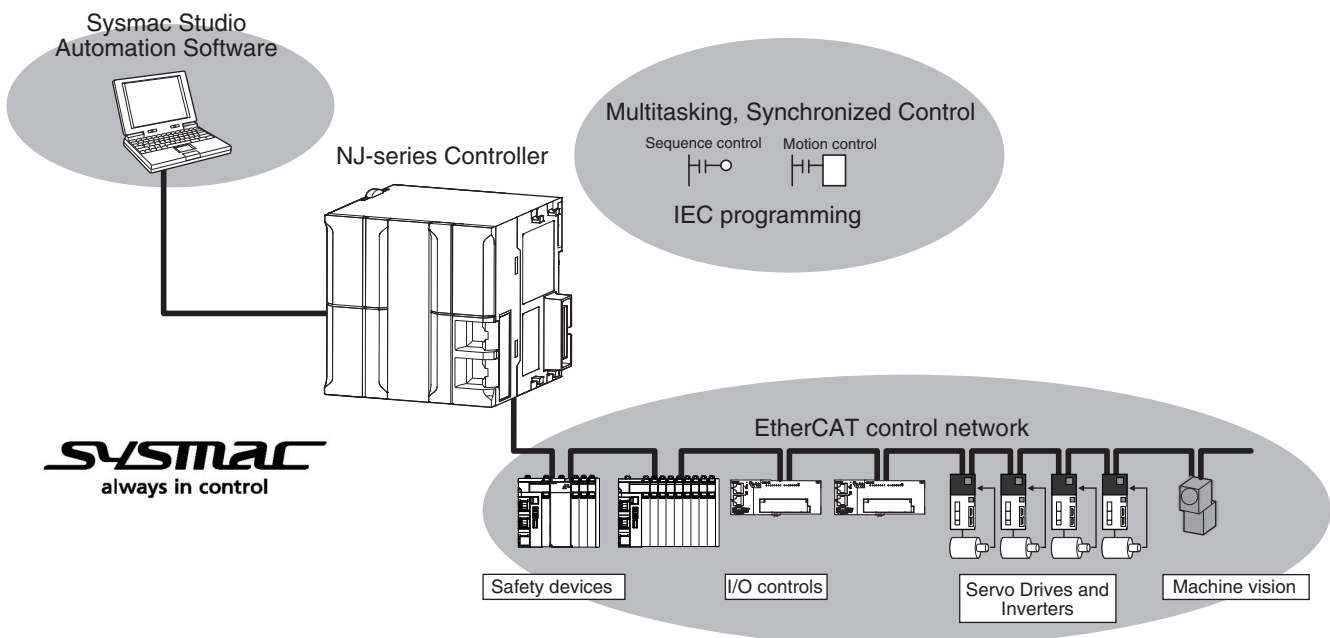 Sysmac Studio
Automation Software
NJ-series Controller
Multitasking, Synchronized Control
Sequence control
Motion control
IEC programming
sysmac
always in control
EtherCAT control network
Safety devices
I/O controls
Servo Drives and
Inverters
Machine vision